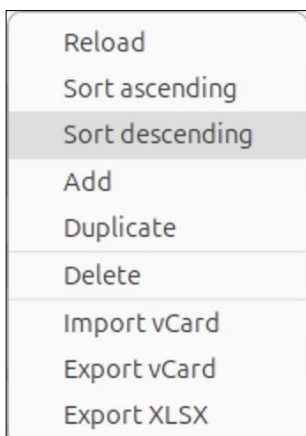 Reload
Sort ascending
Sort descending
Add
Duplicate
Delete
Import vCard
Export vCard
Export XLSX